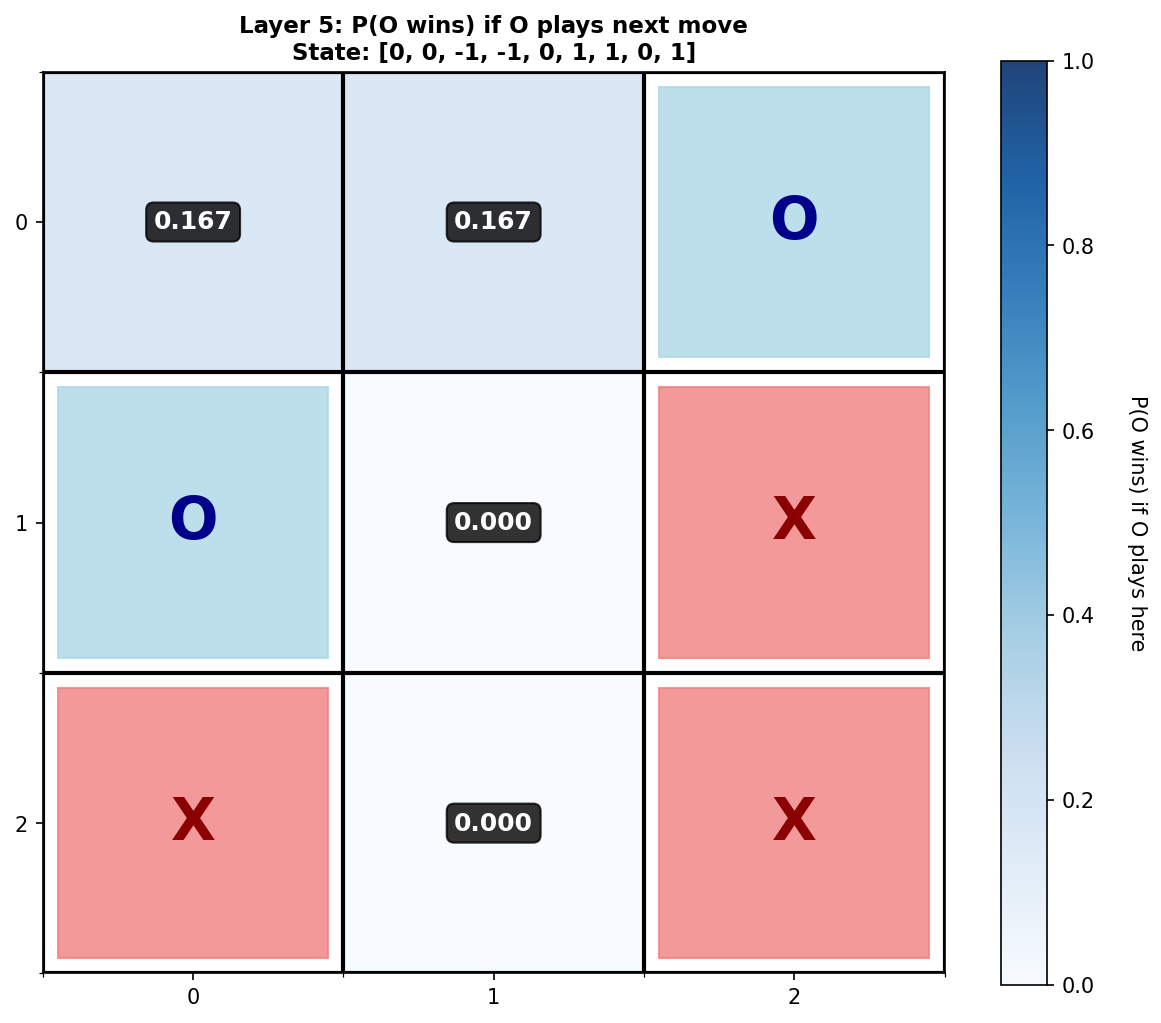 Layer 5: P(O wins) if O plays next move
State: [0, 0, -1, -1, 0, 1, 1, 0, 1]
0.167
0.167
O
O
0.000
X
X
0.000
X
0
1
2
0
1
2
1.0
0.8
0.6
0.4
0.2
0.0
P(O wins) if O plays here